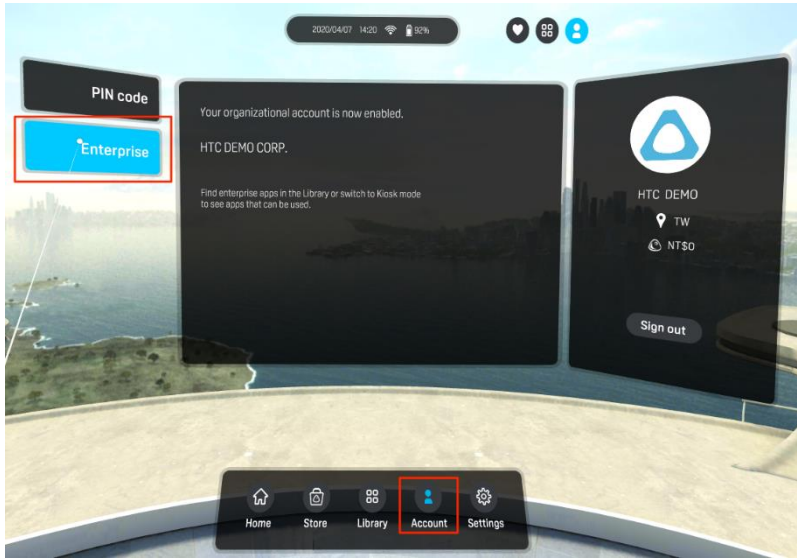 2020/04/07 14:20 92%
PIN code
Enterprise
Your organizational account is now enabled.
HTC DEMO CORP.
Find enterprise apps in the Library or switch to Kiosk mode
to see apps that can be used.
HTC DEMO
TW
NT$0
Sign out
Home Store Library Account Settings